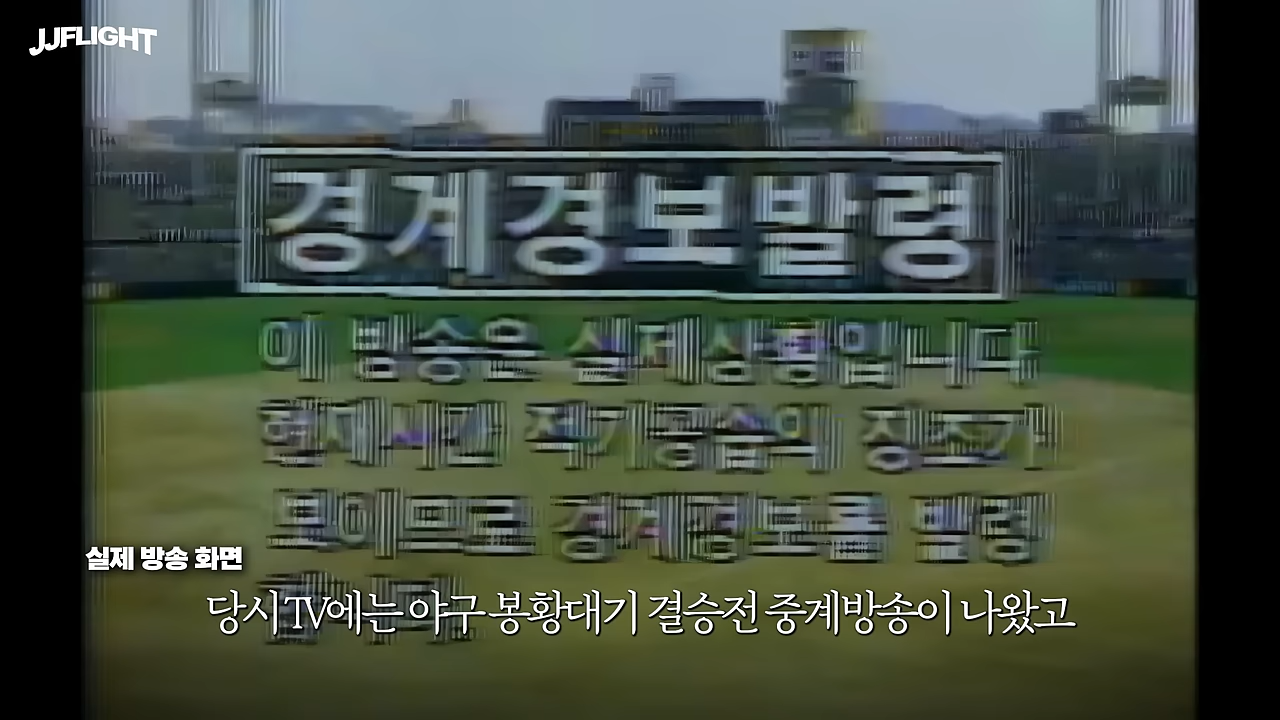 JJFLIGHT
경계경보발령
이 방송은 실제상황입니다
현재시간 적기공습의 징조가
보이므로 경계경보를 발령
실제 방송 화면
당시 TV에는 야구 봉황대기 결승전 중계방송이 나왔고